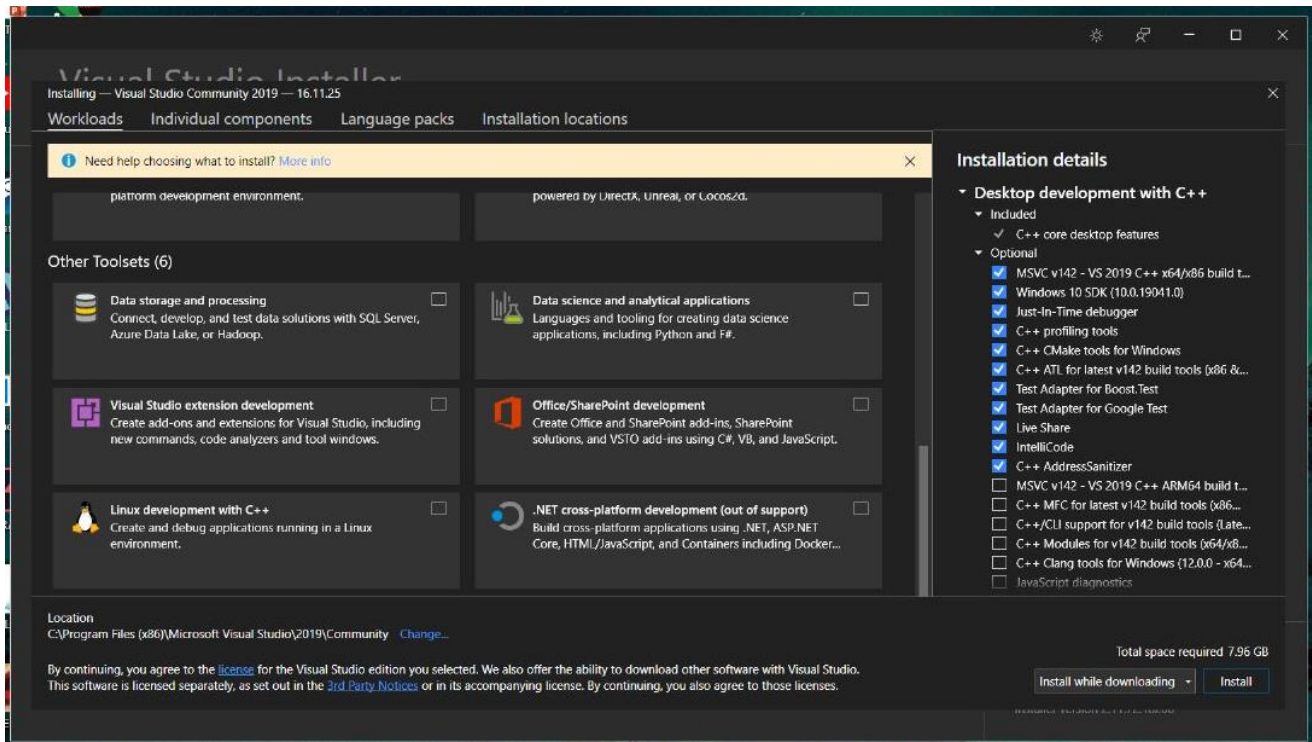 Visual Studio Installer
Installing — Visual Studio Community 2019 — 16.11.25
Workloads Individual components Language packs Installation locations
Need help choosing what to install? More info
platform development environment.
powered by DirectX, Unreal, or Cocos2d.
Other Toolsets (6)
Data storage and processing
Connect, develop, and test data solutions with SQL Server,
Azure Data Lake, or Hadoop.
Data science and analytical applications
Languages and tooling for creating data science
applications, including Python and F#.
Visual Studio extension development
Create add-ons and extensions for Visual Studio, including
new commands, code analyzers and tool windows.
Office/SharePoint development
Create Office and SharePoint add-ins, SharePoint
solutions, and VSTO add-ins using C#, VB, and JavaScript.
Linux development with C++
Create and debug applications running in a Linux
environment.
.NET cross-platform development (out of support)
Build cross-platform applications using .NET, ASP.NET
Core, HTML/JavaScript, and Containers including Docker...
Installation details
Desktop development with C++
Included
C++ core desktop features
Optional
MSVC v142 - VS 2019 C++ x64/x86 build t...
Windows 10 SDK (10.0.19041.0)
Just-In-Time debugger
C++ profiling tools
C++ CMake tools for Windows
C++ ATL for latest v142 build tools (x86 &...
Test Adapter for Boost.Test
Test Adapter for Google Test
Live Share
IntelliCode
C++ AddressSanitizer
MSVC v142 - VS 2019 C++ ARM64 build t...
C++ MFC for latest v142 build tools (x86...
C++/CLI support for v142 build tools (Late...
C++ Modules for v142 build tools (x64/x8...
C++ Clang tools for Windows (12.0.0 - x64...
JavaScript diagnostics
Location
C:\Program Files (x86)\Microsoft Visual Studio\2019\Community Change...
By continuing, you agree to the license for the Visual Studio edition you selected. We also offer the ability to download other software with Visual Studio.
This software is licensed separately, as set out in the 3rd Party Notices or in its accompanying license. By continuing, you also agree to those licenses.
Total space required 7.96 GB
Install while downloading Install